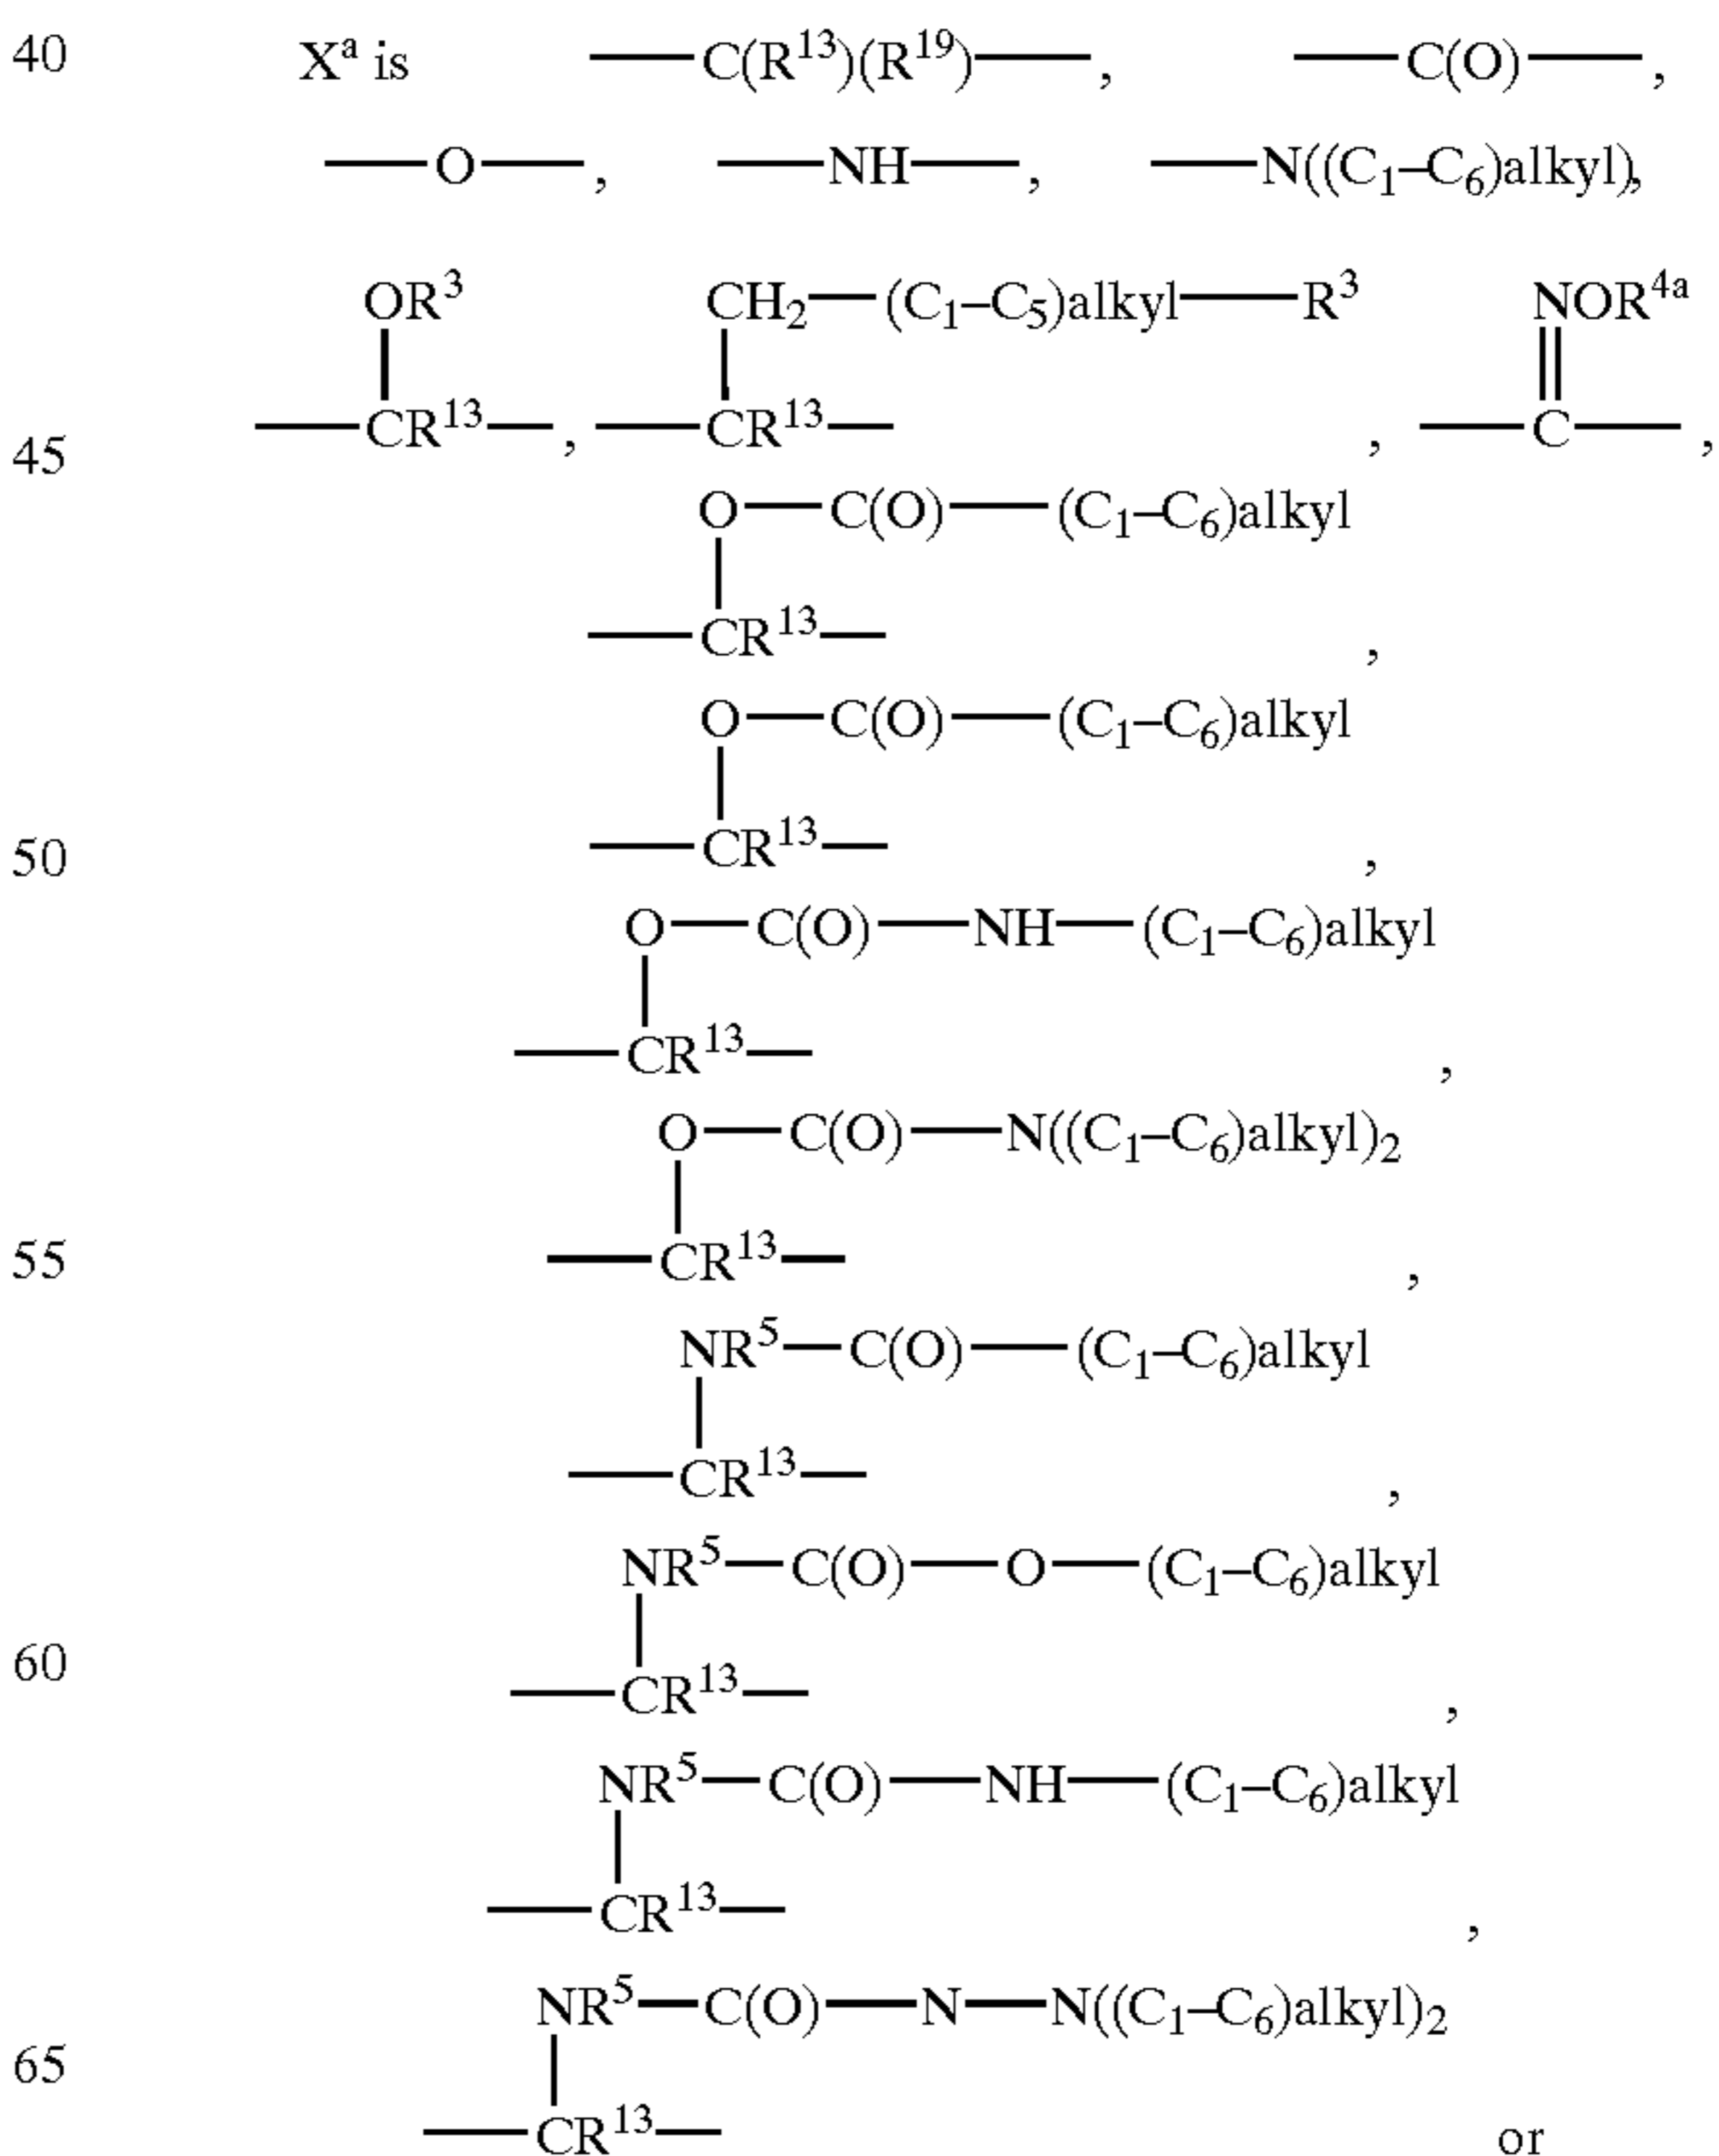 40 Xᵃ is —C(R¹³)(R¹⁹)—, —C(O)—,
—O—, —NH—, —N((C₁–C₆)alkyl),
OR³ CH₂—(C₁–C₅)alkyl—R³ NOR⁴ᵃ
—CR¹³—, —CR¹³— , —C—,
45
O—C(O)—(C₁–C₆)alkyl
—CR¹³— ,
O—C(O)—(C₁–C₆)alkyl
—CR¹³— ,
50
O—C(O)—NH—(C₁–C₆)alkyl
—CR¹³— ,
O—C(O)—N((C₁–C₆)alkyl)₂
55 —CR¹³— ,
NR⁵—C(O)—(C₁–C₆)alkyl
—CR¹³— ,
NR⁵—C(O)—O—(C₁–C₆)alkyl
60
—CR¹³— ,
NR⁵—C(O)—NH—(C₁–C₆)alkyl
—CR¹³— ,
NR⁵—C(O)—N—N((C₁–C₆)alkyl)₂
65
—CR¹³— or